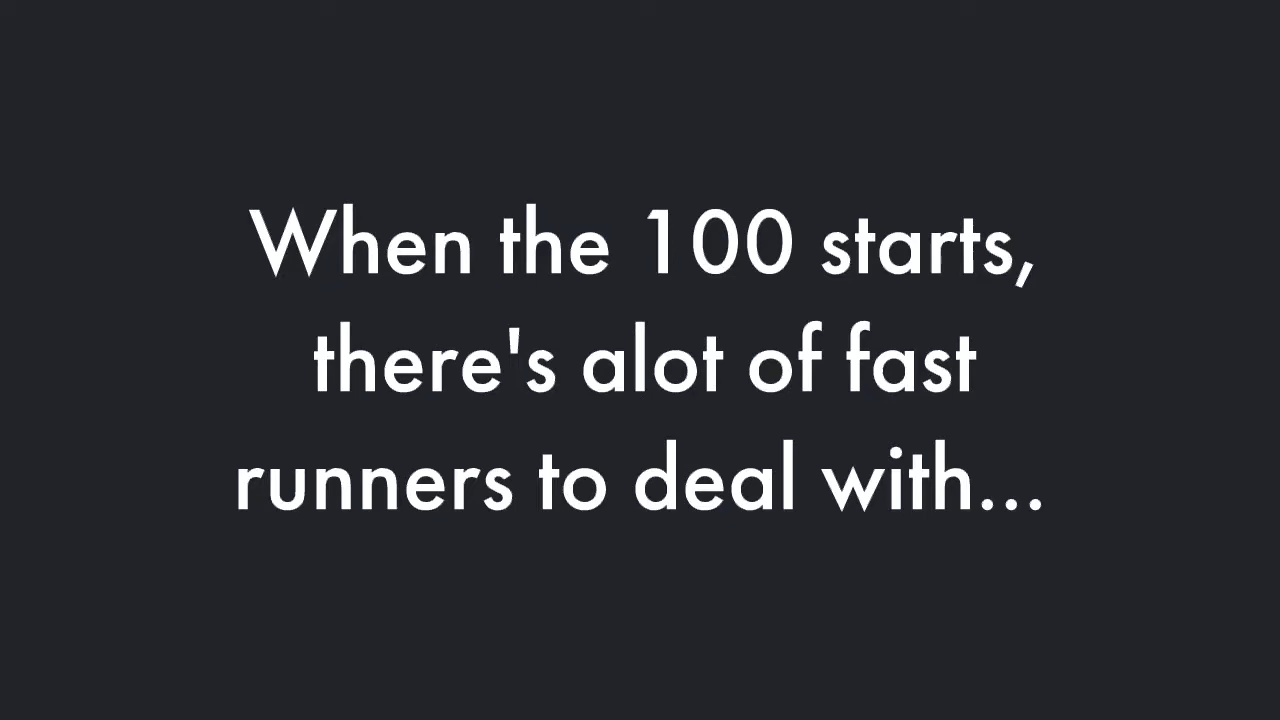 When the 100 starts,
there's alot of fast
runners to deal with...